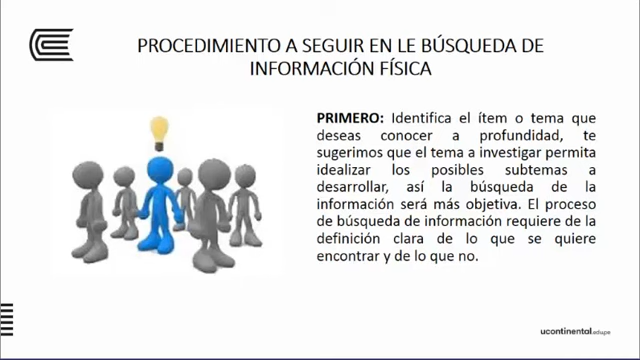 PROCEDIMIENTO A SEGUIR EN LE BÚSQUEDA DE
INFORMACIÓN FÍSICA
PRIMERO: Identifica el ítem o tema que
deseas conocer a profundidad, te
sugerimos que el tema a investigar permita
idealizar los posibles subtemas a
desarrollar, así la búsqueda de la
información será más objetiva. El proceso
de búsqueda de información requiere de la
definición clara de lo que se quiere
encontrar y de lo que no.
ucontinental.edu.pe